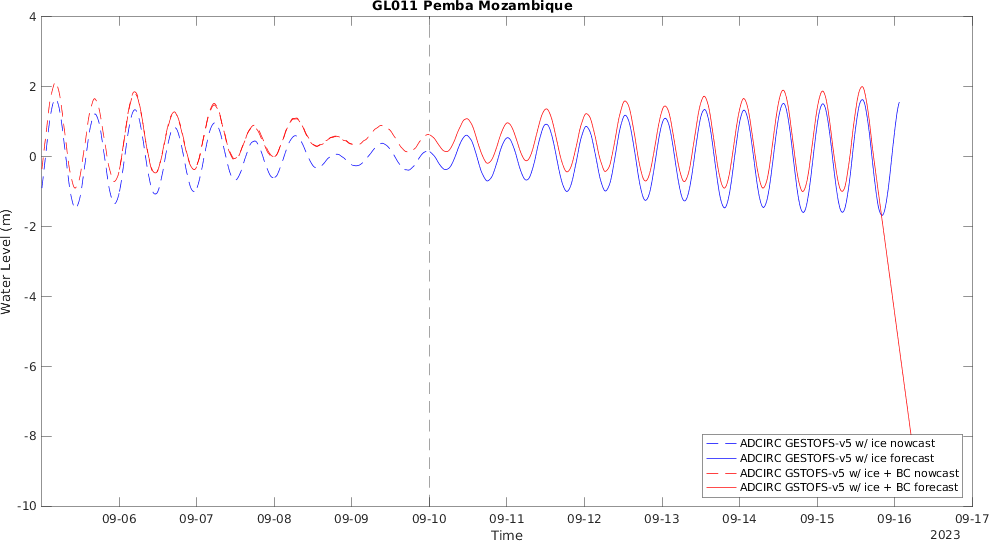 GL011 Pemba Mozambique
4
2
0
-2
-4
-6
-8
-10
Water Level (m)
ADCIRC GESTOFS-v5 w/ ice nowcast
ADCIRC GESTOFS-v5 w/ ice forecast
ADCIRC GSTOFS-v5 w/ ice + BC nowcast
ADCIRC GSTOFS-v5 w/ ice + BC forecast
09-06 09-07 09-08 09-09 09-10 09-11 09-12 09-13 09-14 09-15 09-16 09-17
Time
2023